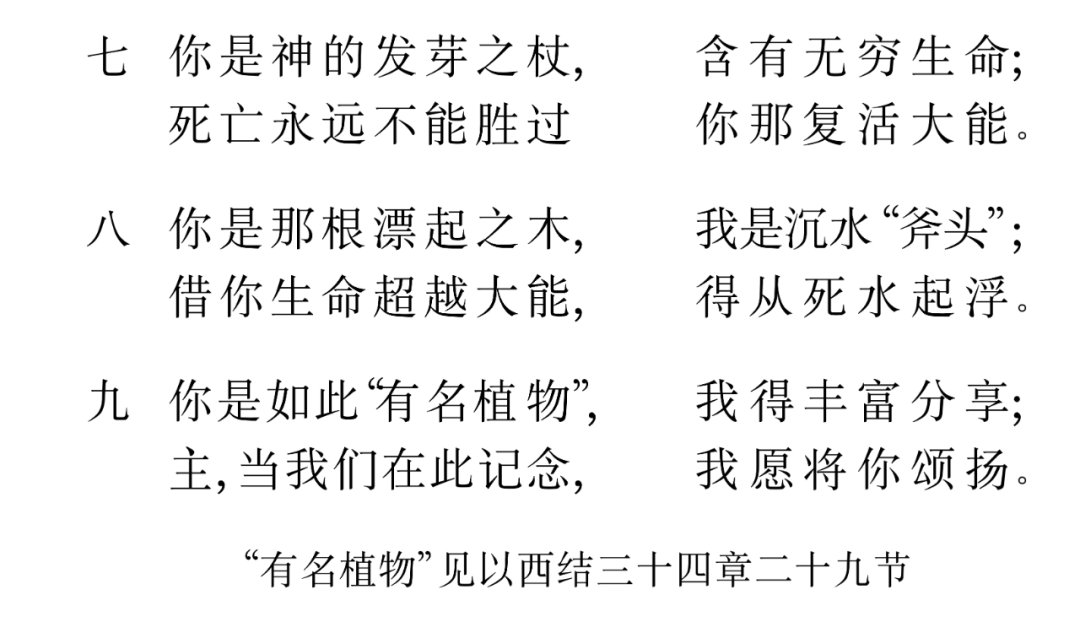 七 你是神的发芽之杖, 含有无穷生命;
死亡永远不能胜过 你那复活大能。
八 你是那根漂起之木, 我是沉水“斧头”;
借你生命超越大能, 得从死水起浮。
九 你是如此“有名植物”, 我得丰富分享;
主,当我们在此记念, 我愿将你颂扬。
“有名植物”见以西结三十四章二十九节